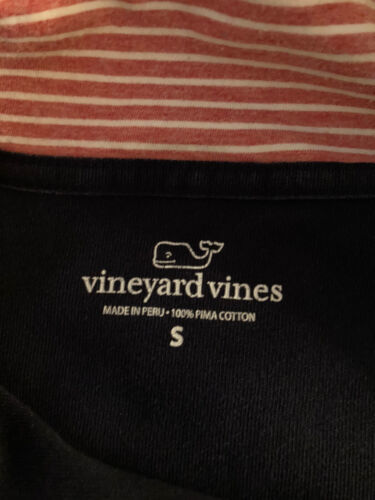 vineyard vines
MADE IN PERU • 100% PIMA COTTON
S